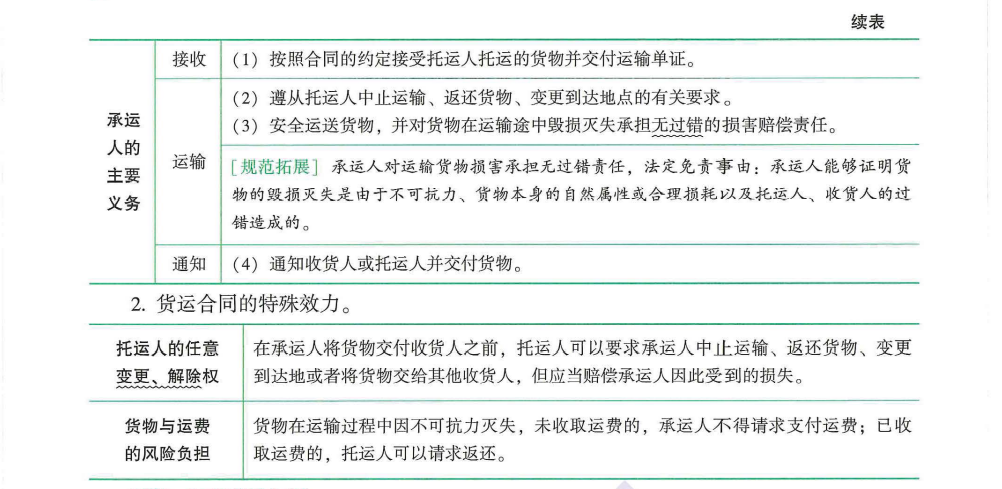 续表
承运
人的
主要
义务
接收
(1) 按照合同的约定接受托运人托运的货物并交付运输单证。
运输
(2) 遵从托运人中止运输、返还货物、变更到达地点的有关要求。
(3) 安全运送货物，并对货物在运输途中毁损灭失承担无过错的损害赔偿责任。
[规范拓展] 承运人对运输货物损害承担无过错责任，法定免责事由：承运人能够证明货
物的毁损灭失是由于不可抗力、货物本身的自然属性或合理损耗以及托运人、收货人的过
错造成的。
通知
(4) 通知收货人或托运人并交付货物。
2. 货运合同的特殊效力。
托运人的任意
变更、解除权
在承运人将货物交付收货人之前，托运人可以要求承运人中止运输、返还货物、变更
到达地或者将货物交给其他收货人，但应当赔偿承运人因此受到的损失。
货物与运费
的风险负担
货物在运输过程中因不可抗力灭失，未收取运费的，承运人不得请求支付运费；已收
取运费的，托运人可以请求返还。